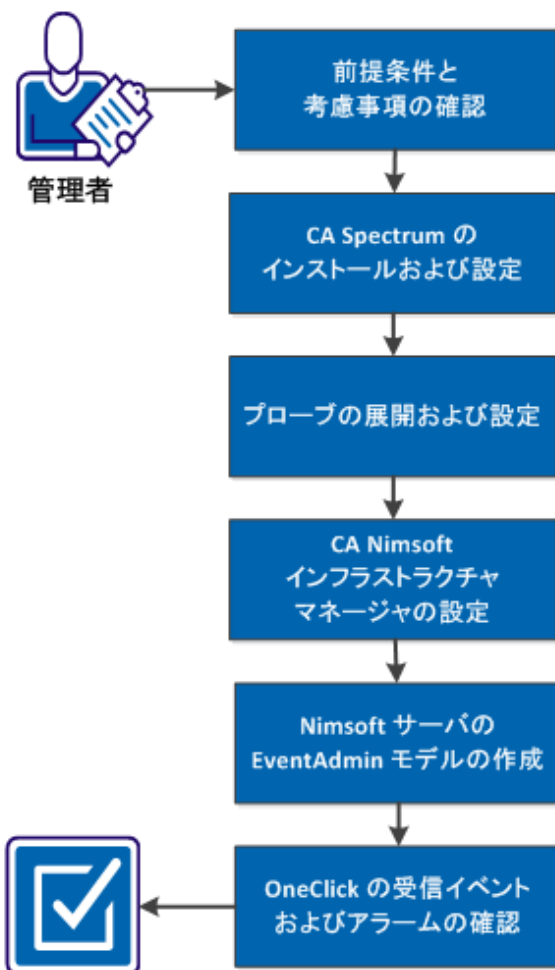 前提条件と
考慮事項の確認
管理者
CA Spectrum の
インストールおよび設定
プローブの展開および設定
CA Nimsoft
インフラストラクチャ
マネージャの設定
Nimsoft サーバの
EventAdmin モデルの作成
OneClick の受信イベント
およびアラームの確認